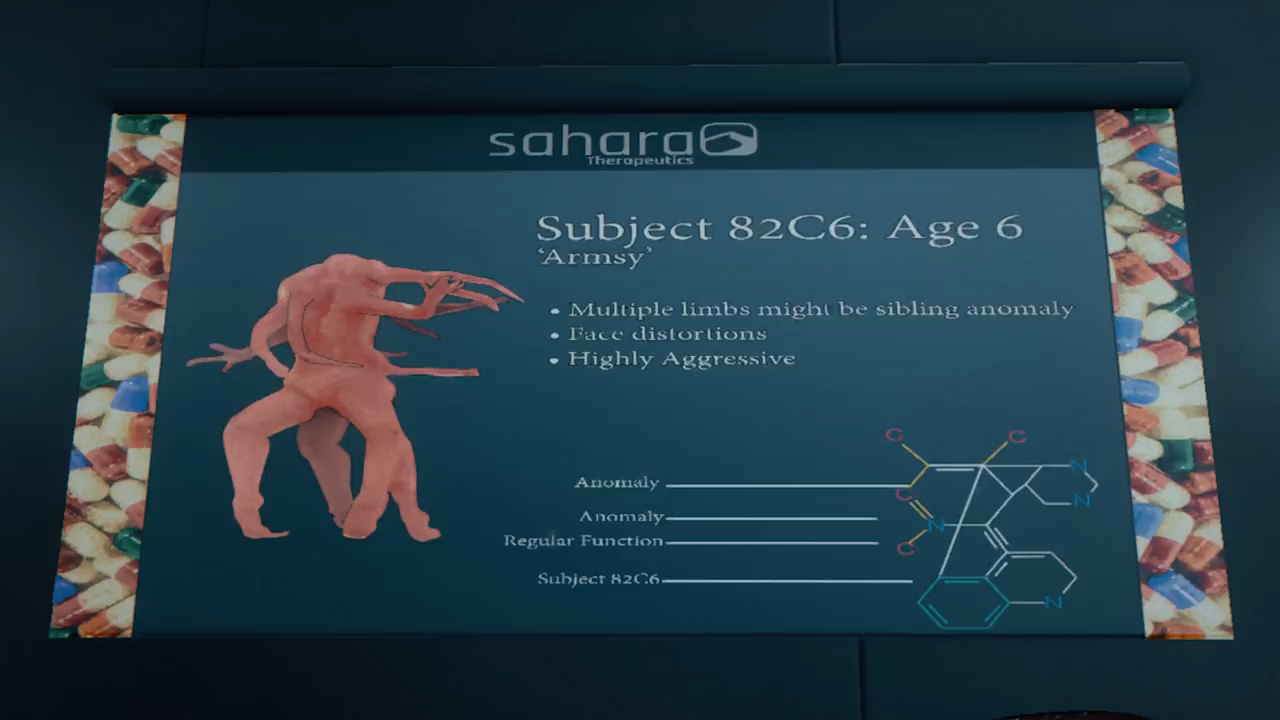 sahara
Therapeutics
Subject 82C6: Age 6
'Armsy'
• Multiple limbs might be sibling anomaly
• Face distortions
• Highly Aggressive
Anomaly
Anomaly
Regular Function
Subject 82C6
C
C
N
C
N
N
C
N